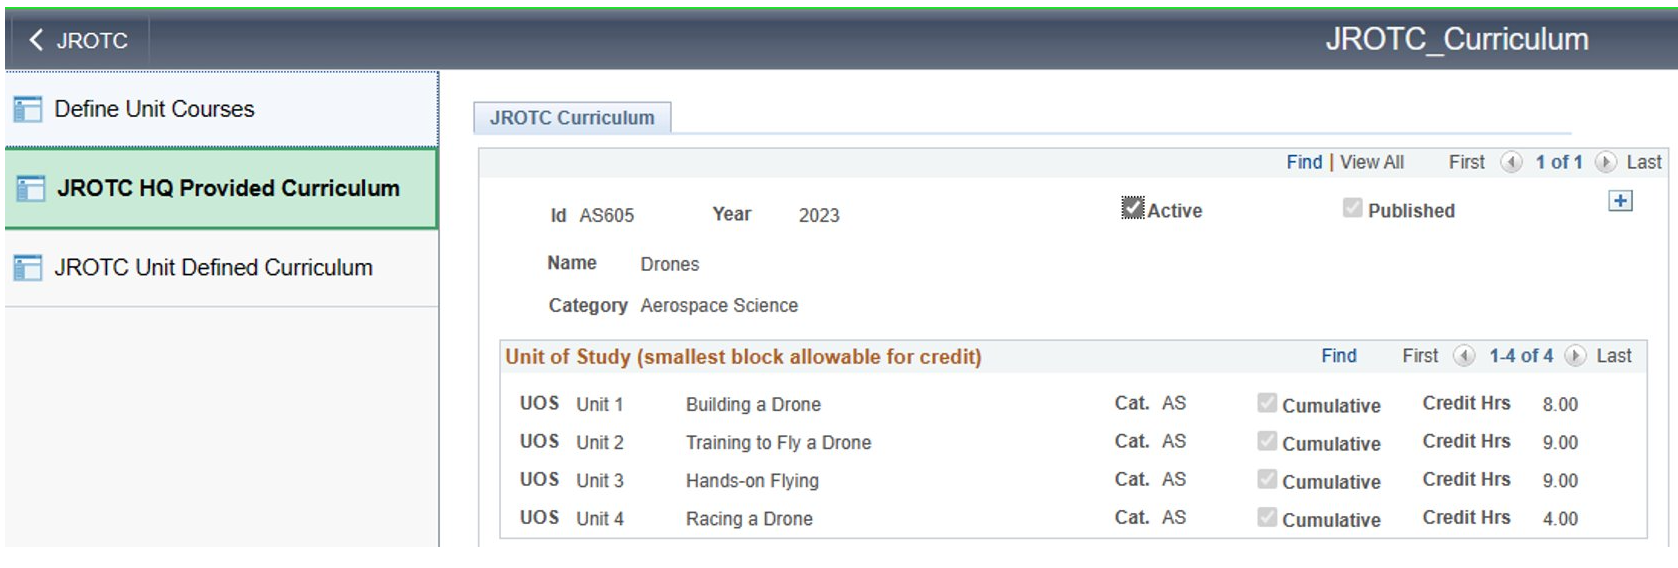 JROTC
JROTC_Curriculum
Define Unit Courses
JROTC HQ Provided Curriculum
JROTC Unit Defined Curriculum
JROTC Curriculum
Find | View All First 1 of 1 Last
Id AS605 Year 2023 Active Published
Name Drones
Category Aerospace Science
Unit of Study (smallest block allowable for credit) Find First 1-4 of 4 Last
UOS Unit 1 Building a Drone Cat. AS Cumulative Credit Hrs 8.00
UOS Unit 2 Training to Fly a Drone Cat. AS Cumulative Credit Hrs 9.00
UOS Unit 3 Hands-on Flying Cat. AS Cumulative Credit Hrs 9.00
UOS Unit 4 Racing a Drone Cat. AS Cumulative Credit Hrs 4.00